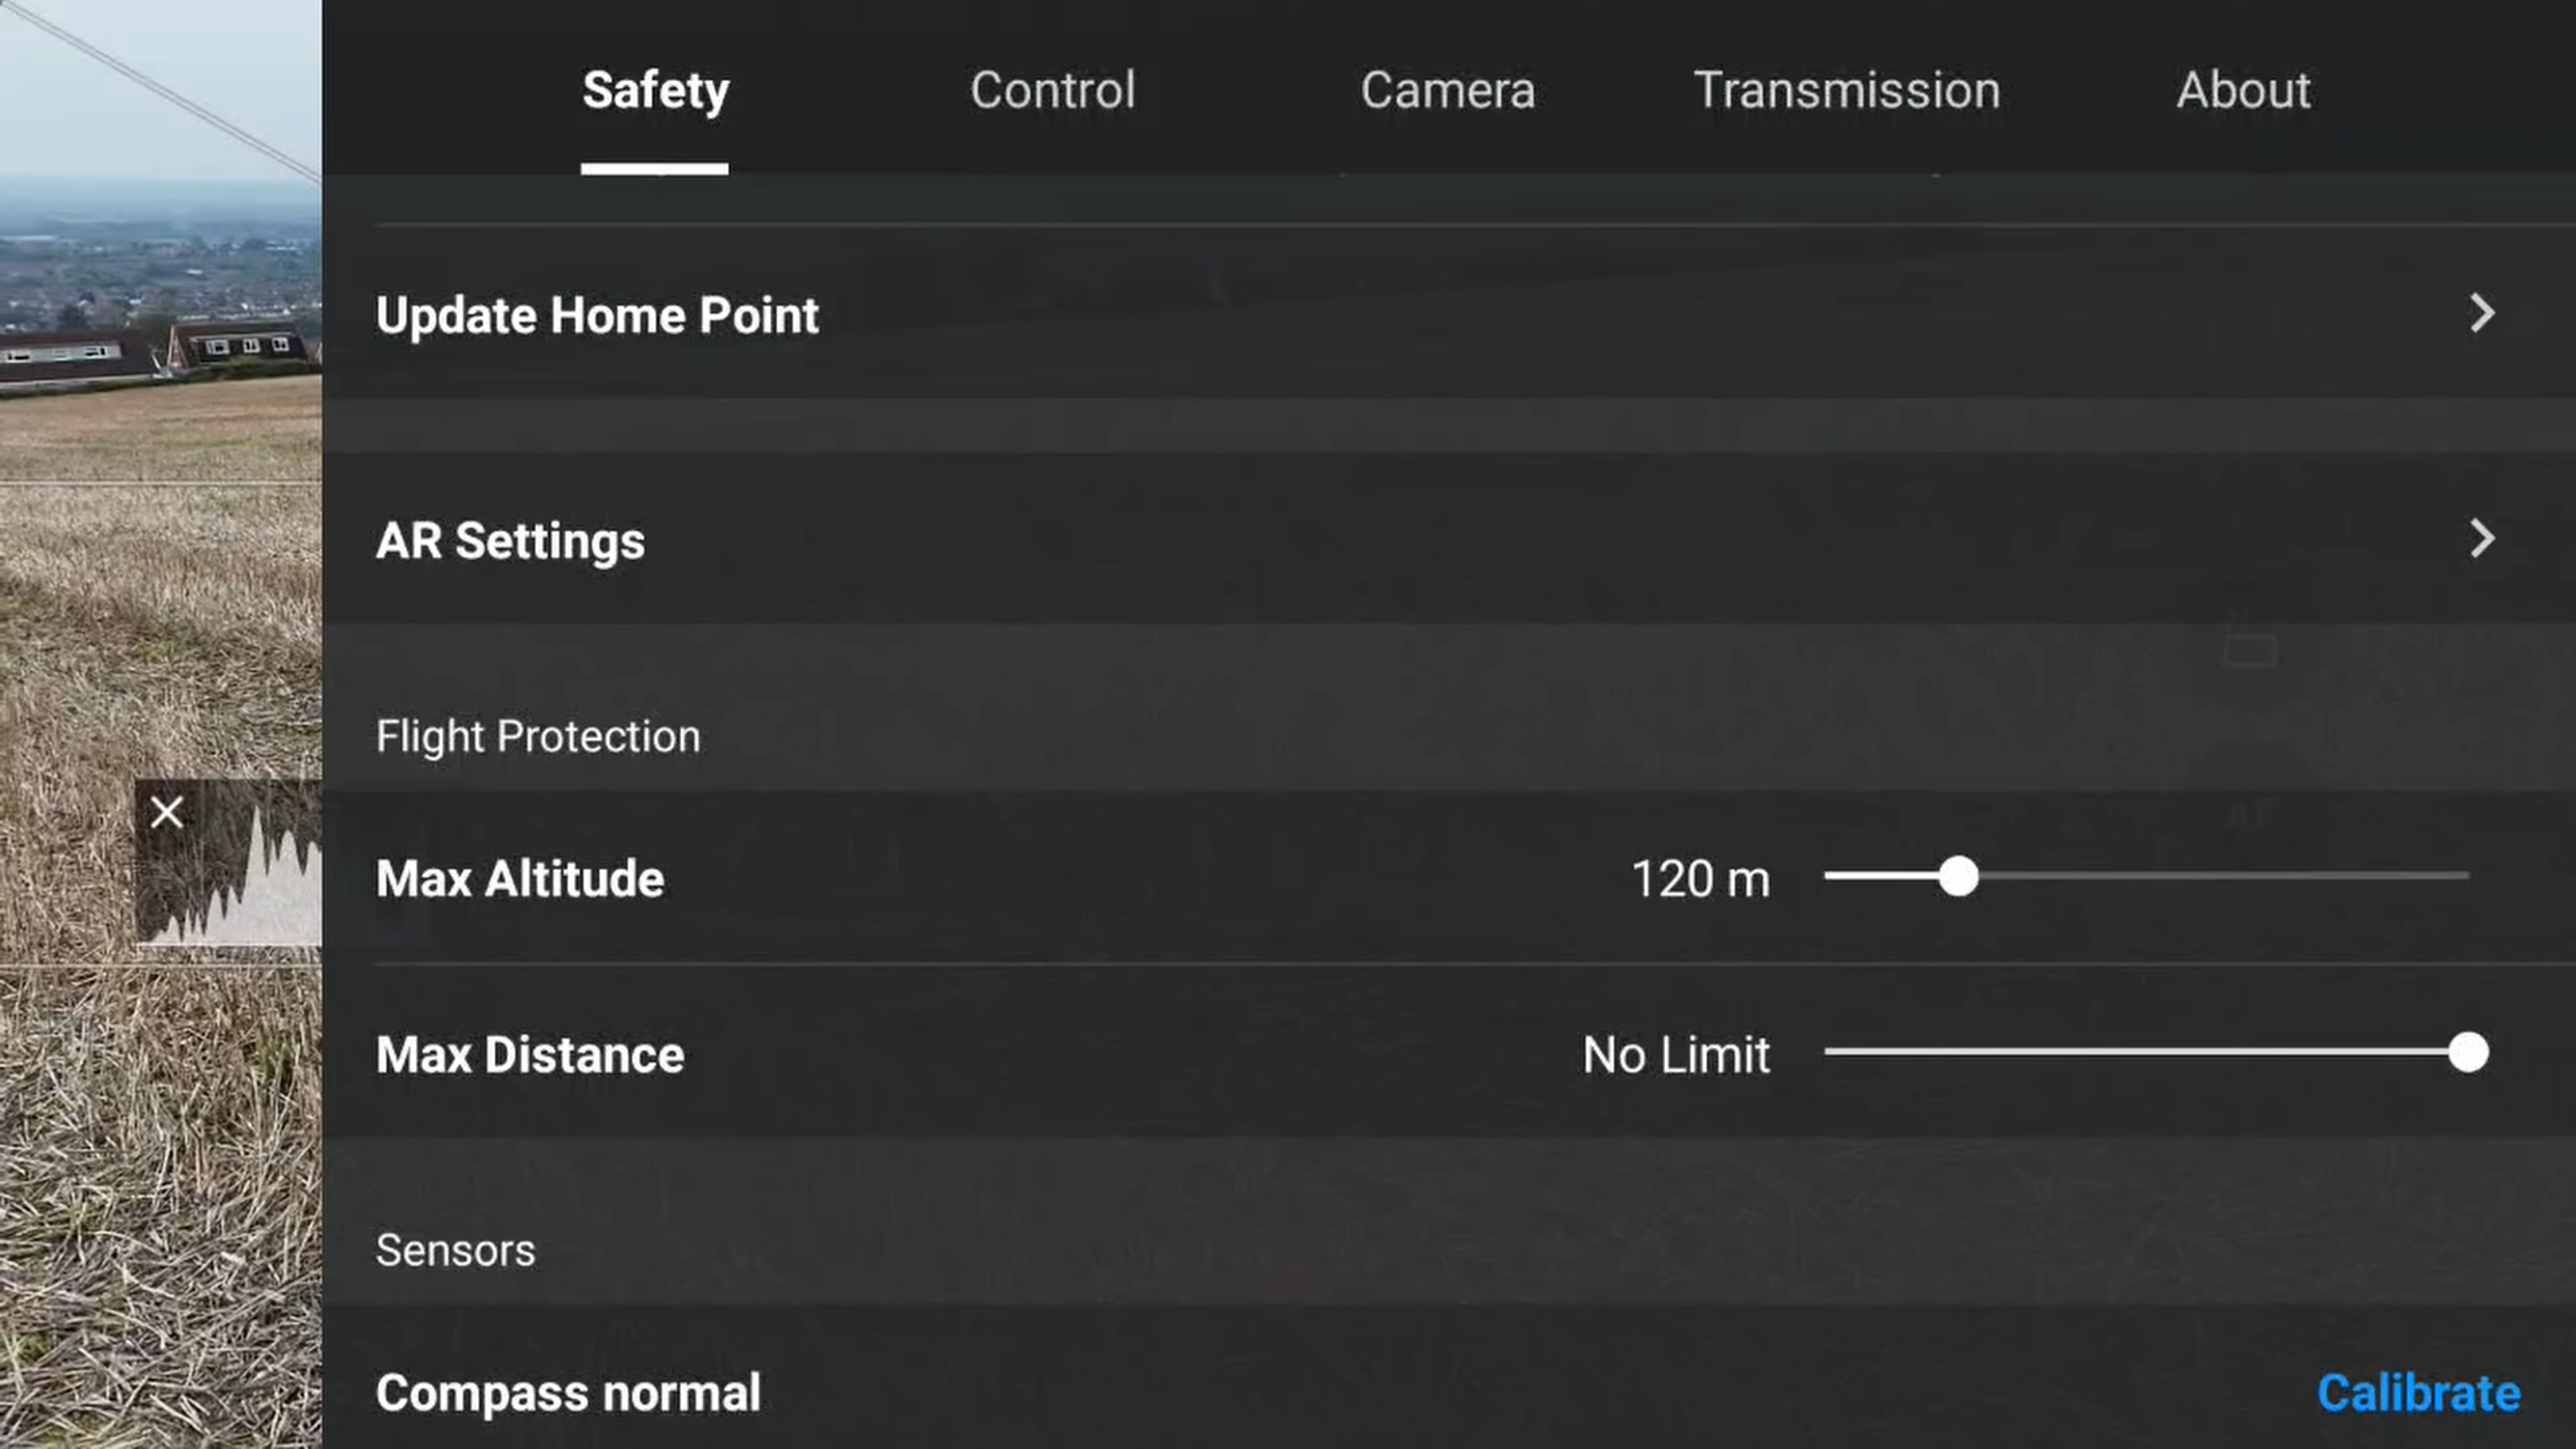 Safety Control Camera Transmission About
Update Home Point
AR Settings
Flight Protection
Max Altitude 120 m
Max Distance No Limit
Sensors
Compass normal Calibrate